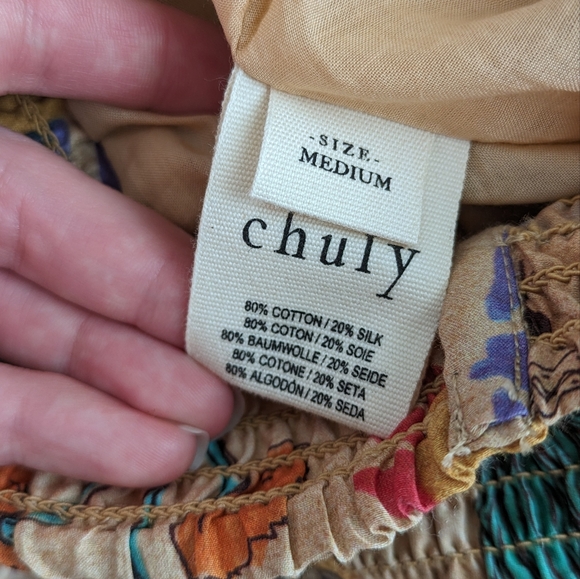 -SIZE-
MEDIUM
chuly
80% COTTON / 20% SILK
80% COTON / 20% SOIE
80% BAUMWOLLE / 20% SEIDE
80% COTONE / 20% SETA
80% ALGODÓN / 20% SEDA